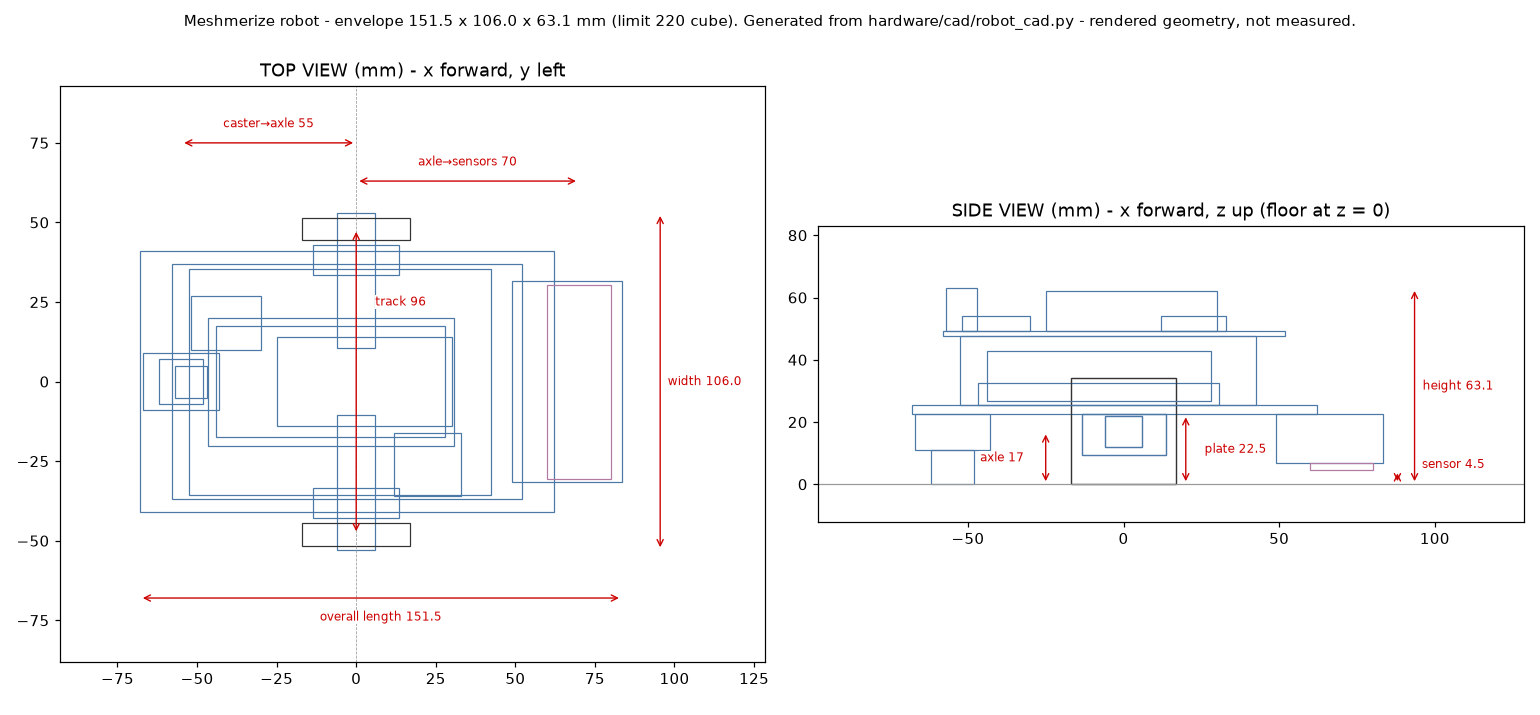 Meshmerize robot - envelope 151.5 x 106.0 x 63.1 mm (limit 220 cube). Generated from hardware/cad/robot_cad.py - rendered geometry, not measured.
TOP VIEW (mm) - x forward, y left
caster→axle 55
axle→sensors 70
track 96
width 106.0
overall length 151.5
75
50
25
0
−25
−50
−75
−75
−50
−25
0
25
50
75
100
125
SIDE VIEW (mm) - x forward, z up (floor at z = 0)
height 63.1
plate 22.5
axle 17
sensor 4.5
80
60
40
20
0
−50
0
50
100